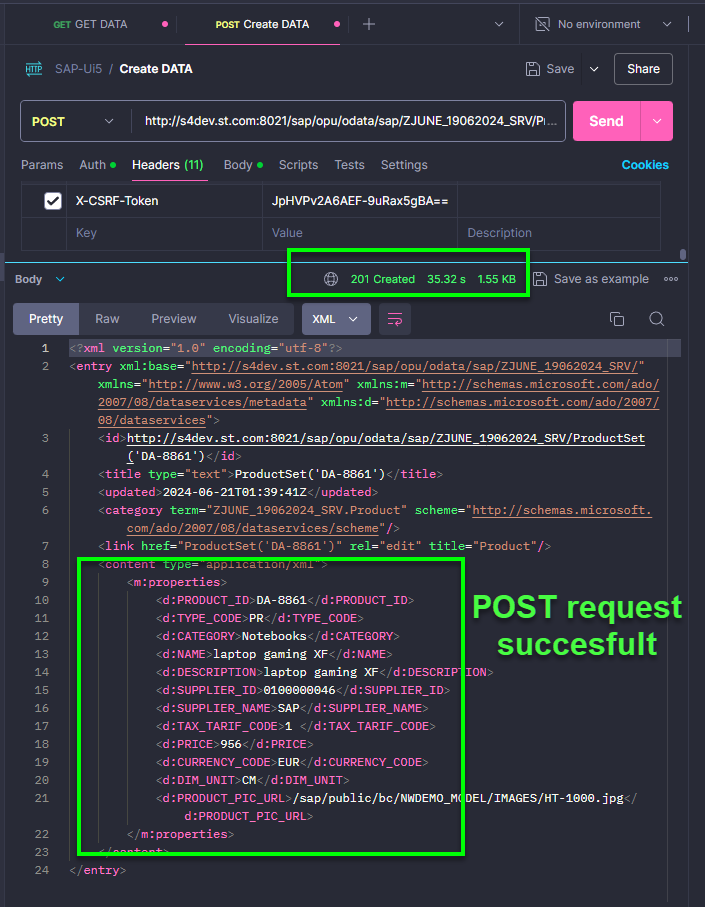 GET GET DATA
POST Create DATA
No environment
HTTP SAP-Ui5 / Create DATA
Save
Share
POST
http://s4dev.st.com:8021/sap/opu/odata/sap/ZJUNE_19062024_SRV/P...
Send
Params Auth Headers (11) Body Scripts Tests Settings
Cookies
X-CSRF-Token JpHVPv2A6AEF-9uRax5gBA==
Key Value Description
Body
201 Created 35.32 s 1.55 KB
Save as example
Pretty Raw Preview Visualize XML
1 <?xml version="1.0" encoding="utf-8"?>
2 <entry xml:base="http://s4dev.st.com:8021/sap/opu/odata/sap/ZJUNE_19062024_SRV/"
xmlns="http://www.w3.org/2005/Atom" xmlns:m="http://schemas.microsoft.com/ado/
2007/08/dataservices/metadata" xmlns:d="http://schemas.microsoft.com/ado/2007/
08/dataservices">
3 <id>http://s4dev.st.com:8021/sap/opu/odata/sap/ZJUNE_19062024_SRV/ProductSet
('DA-8861')</id>
4 <title type="text">ProductSet('DA-8861')</title>
5 <updated>2024-06-21T01:39:41Z</updated>
6 <category term="ZJUNE_19062024_SRV.Product" scheme="http://schemas.microsoft.
com/ado/2007/08/dataservices/scheme"/>
7 <link href="ProductSet('DA-8861')" rel="edit" title="Product"/>
8 <content type="application/xml">
9 <m:properties>
10 <d:PRODUCT_ID>DA-8861</d:PRODUCT_ID>
11 <d:TYPE_CODE>PR</d:TYPE_CODE>
12 <d:CATEGORY>Notebooks</d:CATEGORY>
13 <d:NAME>laptop gaming XF</d:NAME>
14 <d:DESCRIPTION>laptop gaming XF</d:DESCRIPTION>
15 <d:SUPPLIER_ID>0100000046</d:SUPPLIER_ID>
16 <d:SUPPLIER_NAME>SAP</d:SUPPLIER_NAME>
17 <d:TAX_TARIF_CODE>1 </d:TAX_TARIF_CODE>
18 <d:PRICE>956</d:PRICE>
19 <d:CURRENCY_CODE>EUR</d:CURRENCY_CODE>
20 <d:DIM_UNIT>CM</d:DIM_UNIT>
21 <d:PRODUCT_PIC_URL>/sap/public/bc/NWDEMO_MODEL/IMAGES/HT-1000.jpg</
d:PRODUCT_PIC_URL>
22 </m:properties>
23 </content>
24 </entry>
POST request
succesfult